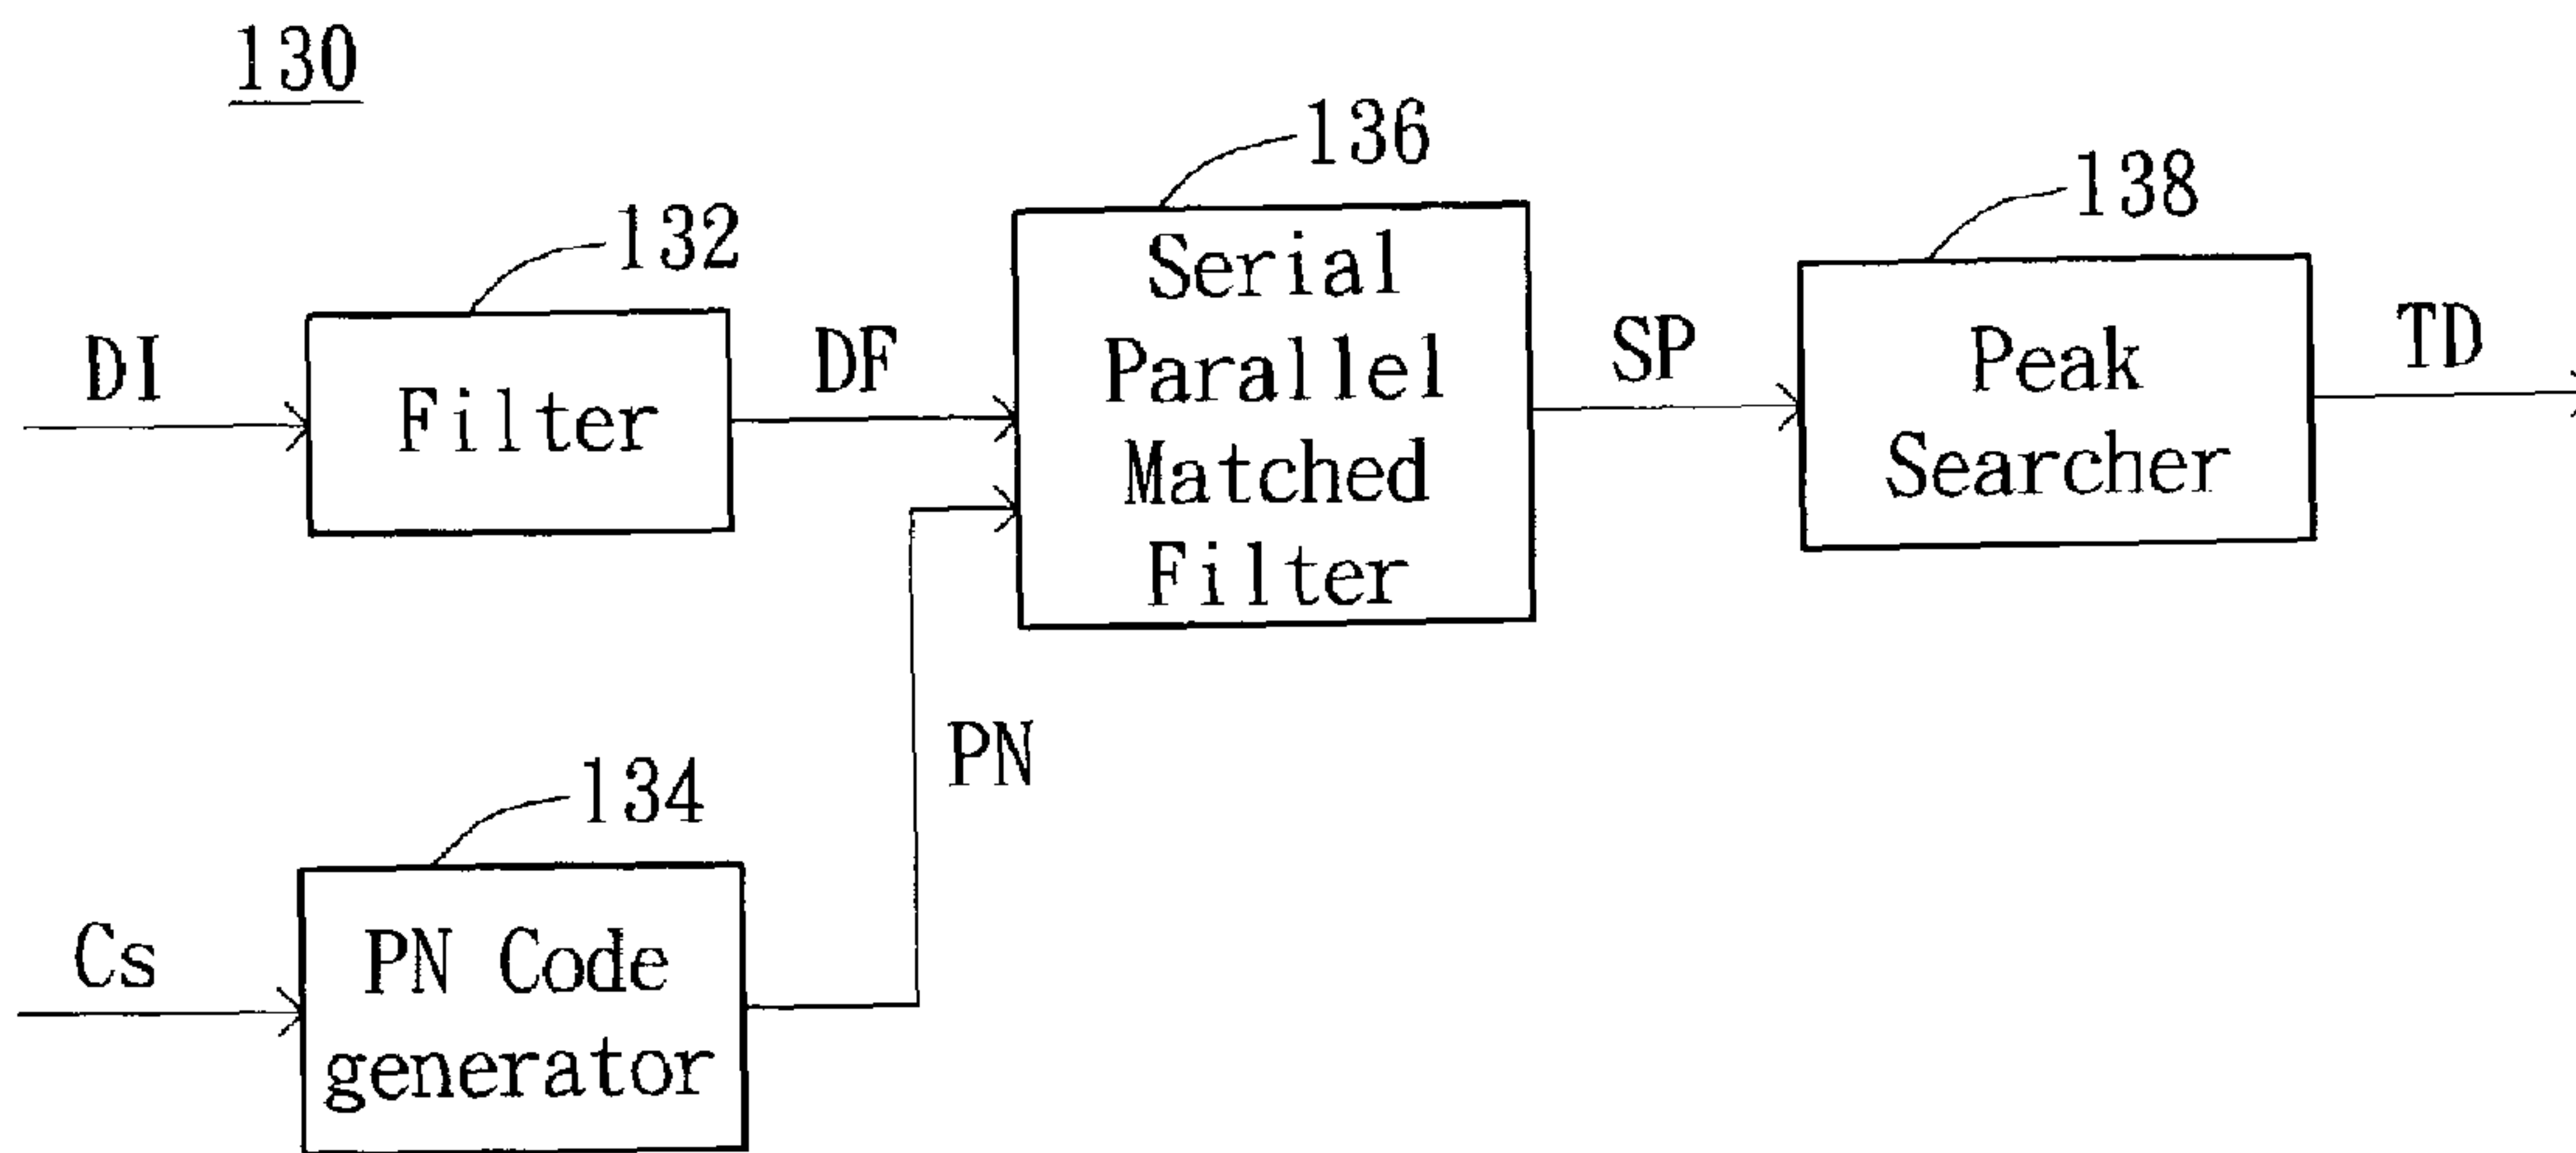 130
136
138
132
Serial
Parallel
Matched
Filter
DI
Filter
DF
SP
Peak
Searcher
TD
PN
134
Cs
PN Code
generator